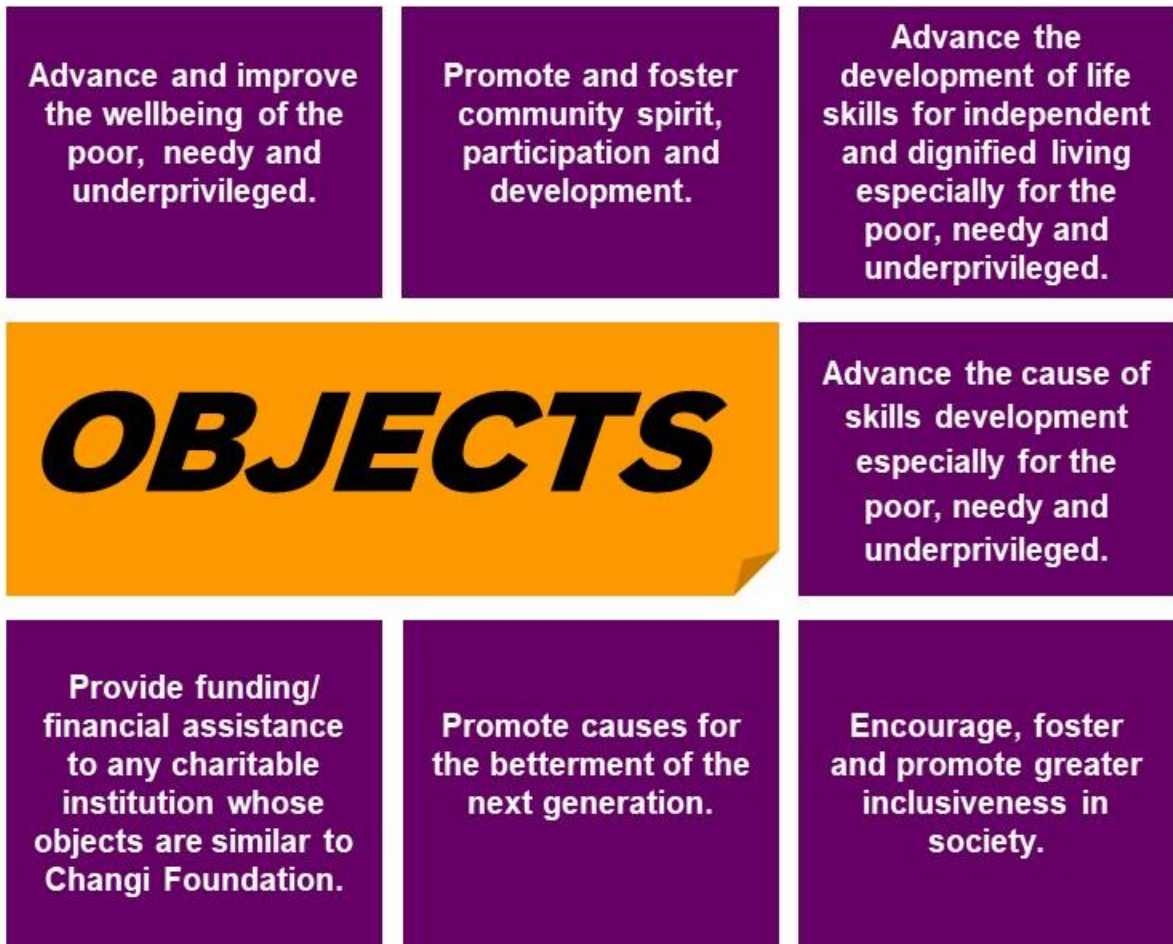 Advance and improve
the wellbeing of the
poor, needy and
underprivileged.
Promote and foster
community spirit,
participation and
development.
Advance the
development of life
skills for independent
and dignified living
especially for the
poor, needy and
underprivileged.
OBJECTS
Advance the cause of
skills development
especially for the
poor, needy and
underprivileged.
Provide funding/
financial assistance
to any charitable
institution whose
objects are similar to
Changi Foundation.
Promote causes for
the betterment of the
next generation.
Encourage, foster
and promote greater
inclusiveness in
society.